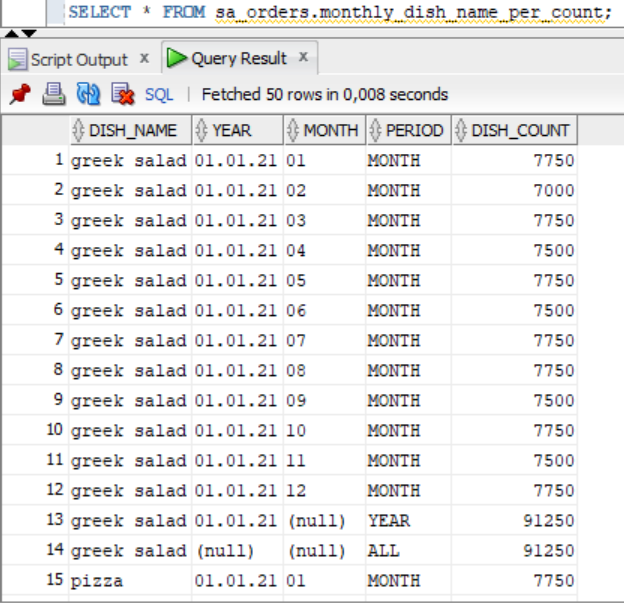 SELECT * FROM sa_orders.monthly_dish_name_per_count;
Script Output x Query Result x
SQL | Fetched 50 rows in 0,008 seconds
DISH_NAME YEAR MONTH PERIOD DISH_COUNT
1 greek salad 01.01.21 01 MONTH 7750
2 greek salad 01.01.21 02 MONTH 7000
3 greek salad 01.01.21 03 MONTH 7750
4 greek salad 01.01.21 04 MONTH 7500
5 greek salad 01.01.21 05 MONTH 7750
6 greek salad 01.01.21 06 MONTH 7500
7 greek salad 01.01.21 07 MONTH 7750
8 greek salad 01.01.21 08 MONTH 7750
9 greek salad 01.01.21 09 MONTH 7500
10 greek salad 01.01.21 10 MONTH 7750
11 greek salad 01.01.21 11 MONTH 7500
12 greek salad 01.01.21 12 MONTH 7750
13 greek salad 01.01.21 (null) YEAR 91250
14 greek salad (null) (null) ALL 91250
15 pizza 01.01.21 01 MONTH 7750